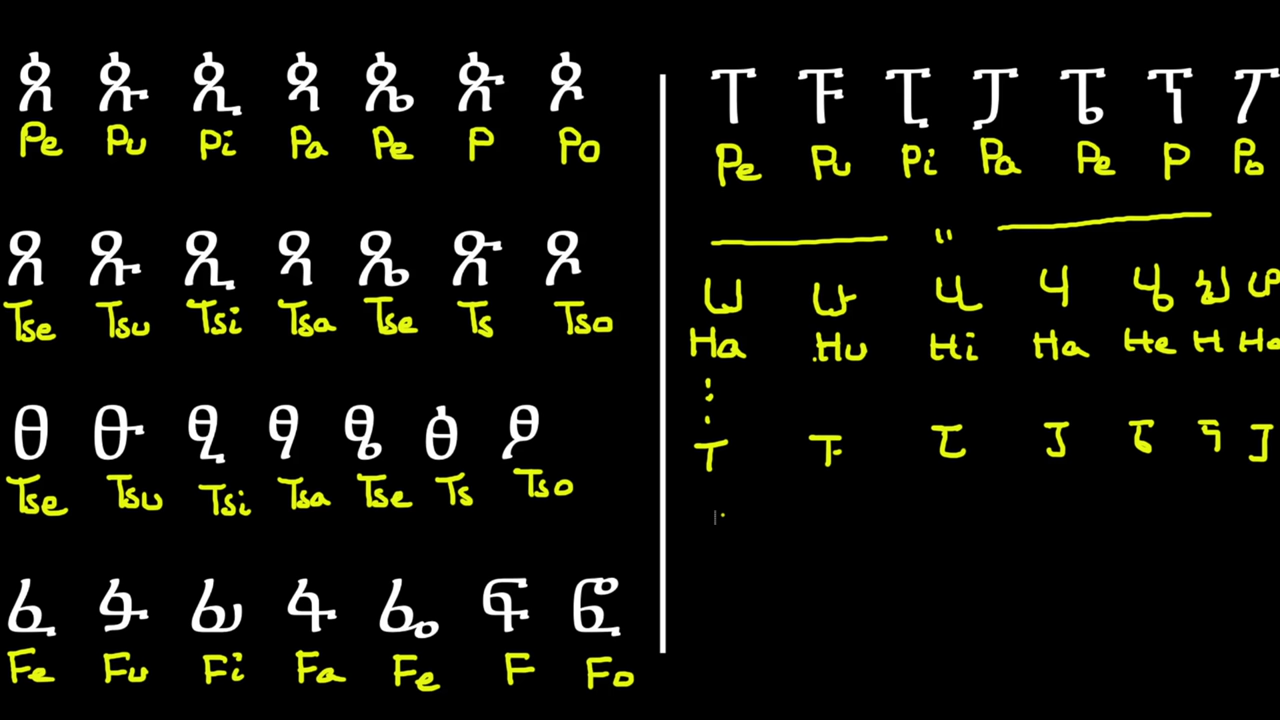 ጰ ጱ ጲ ጳ ጴ ጵ ጶ
Pe Pu Pi Pa Pe P Po
ጸ ጹ ጺ ጻ ጼ ጽ ጾ
Tse Tsu Tsi Tsa Tse Ts Tso
ፀ ፁ ፂ ፃ ፄ ፅ ፆ
Tse Tsu Tsi Tsa Tse Ts Tso
ፈ ፉ ፊ ፋ ፌ ፍ ፎ
Fe Fu Fi Fa Fe F Fo
ፐ ፑ ፒ ፓ ፔ ፕ ፖ
Pe Pu Pi Pa Pe P Po
"
ሀ ሁ ሂ ሃ ሄ ህ ሆ
Ha Hu Hi Ha He H Ho
ፐ ፑ ፒ ፓ ፔ ፕ